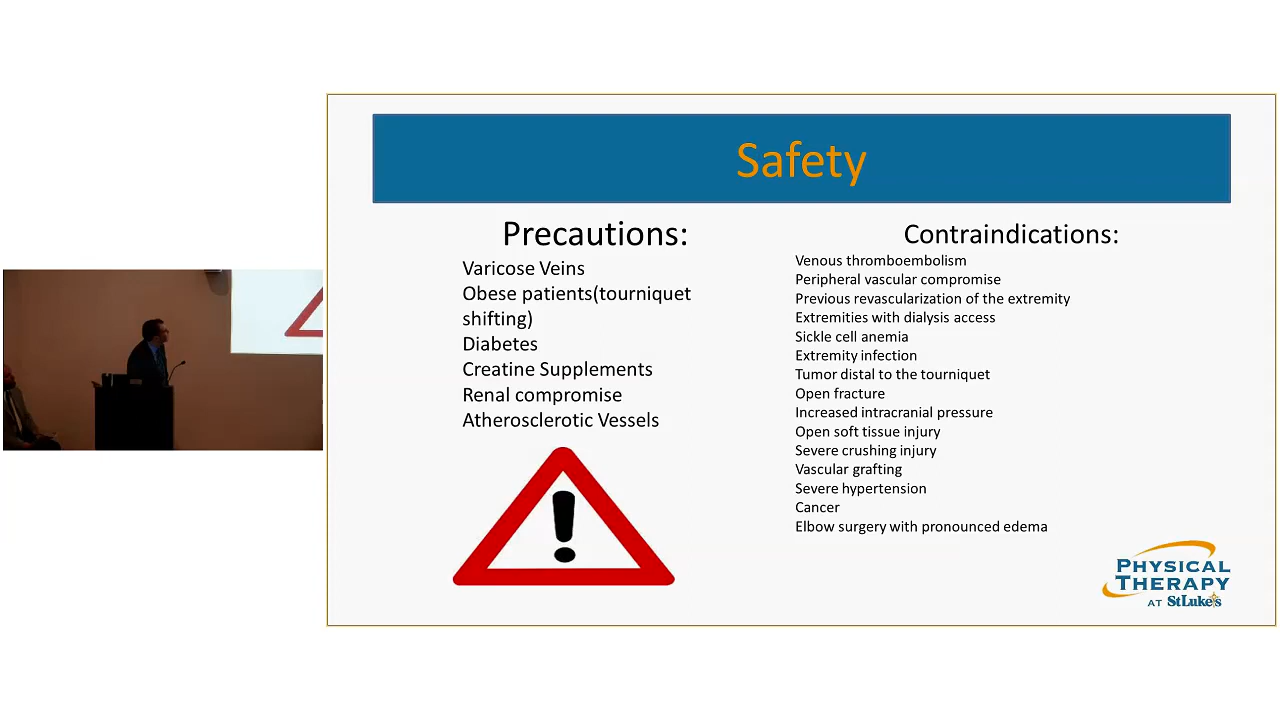 Safety
Precautions:
Varicose Veins
Obese patients(tourniquet
shifting)
Diabetes
Creatine Supplements
Renal compromise
Atherosclerotic Vessels
Contraindications:
Venous thromboembolism
Peripheral vascular compromise
Previous revascularization of the extremity
Extremities with dialysis access
Sickle cell anemia
Extremity infection
Tumor distal to the tourniquet
Open fracture
Increased intracranial pressure
Open soft tissue injury
Severe crushing injury
Vascular grafting
Severe hypertension
Cancer
Elbow surgery with pronounced edema
PHYSICAL
THERAPY
AT StLuke's